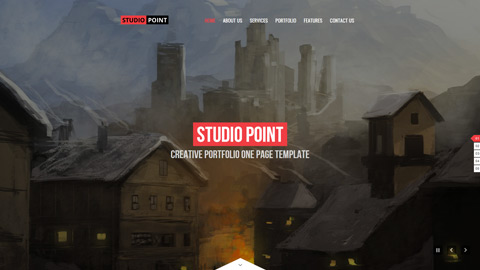 STUDIO POINT
HOME
ABOUT US
SERVICES
PORTFOLIO
FEATURES
CONTACT US
STUDIO POINT
CREATIVE PORTFOLIO ONE PAGE TEMPLATE